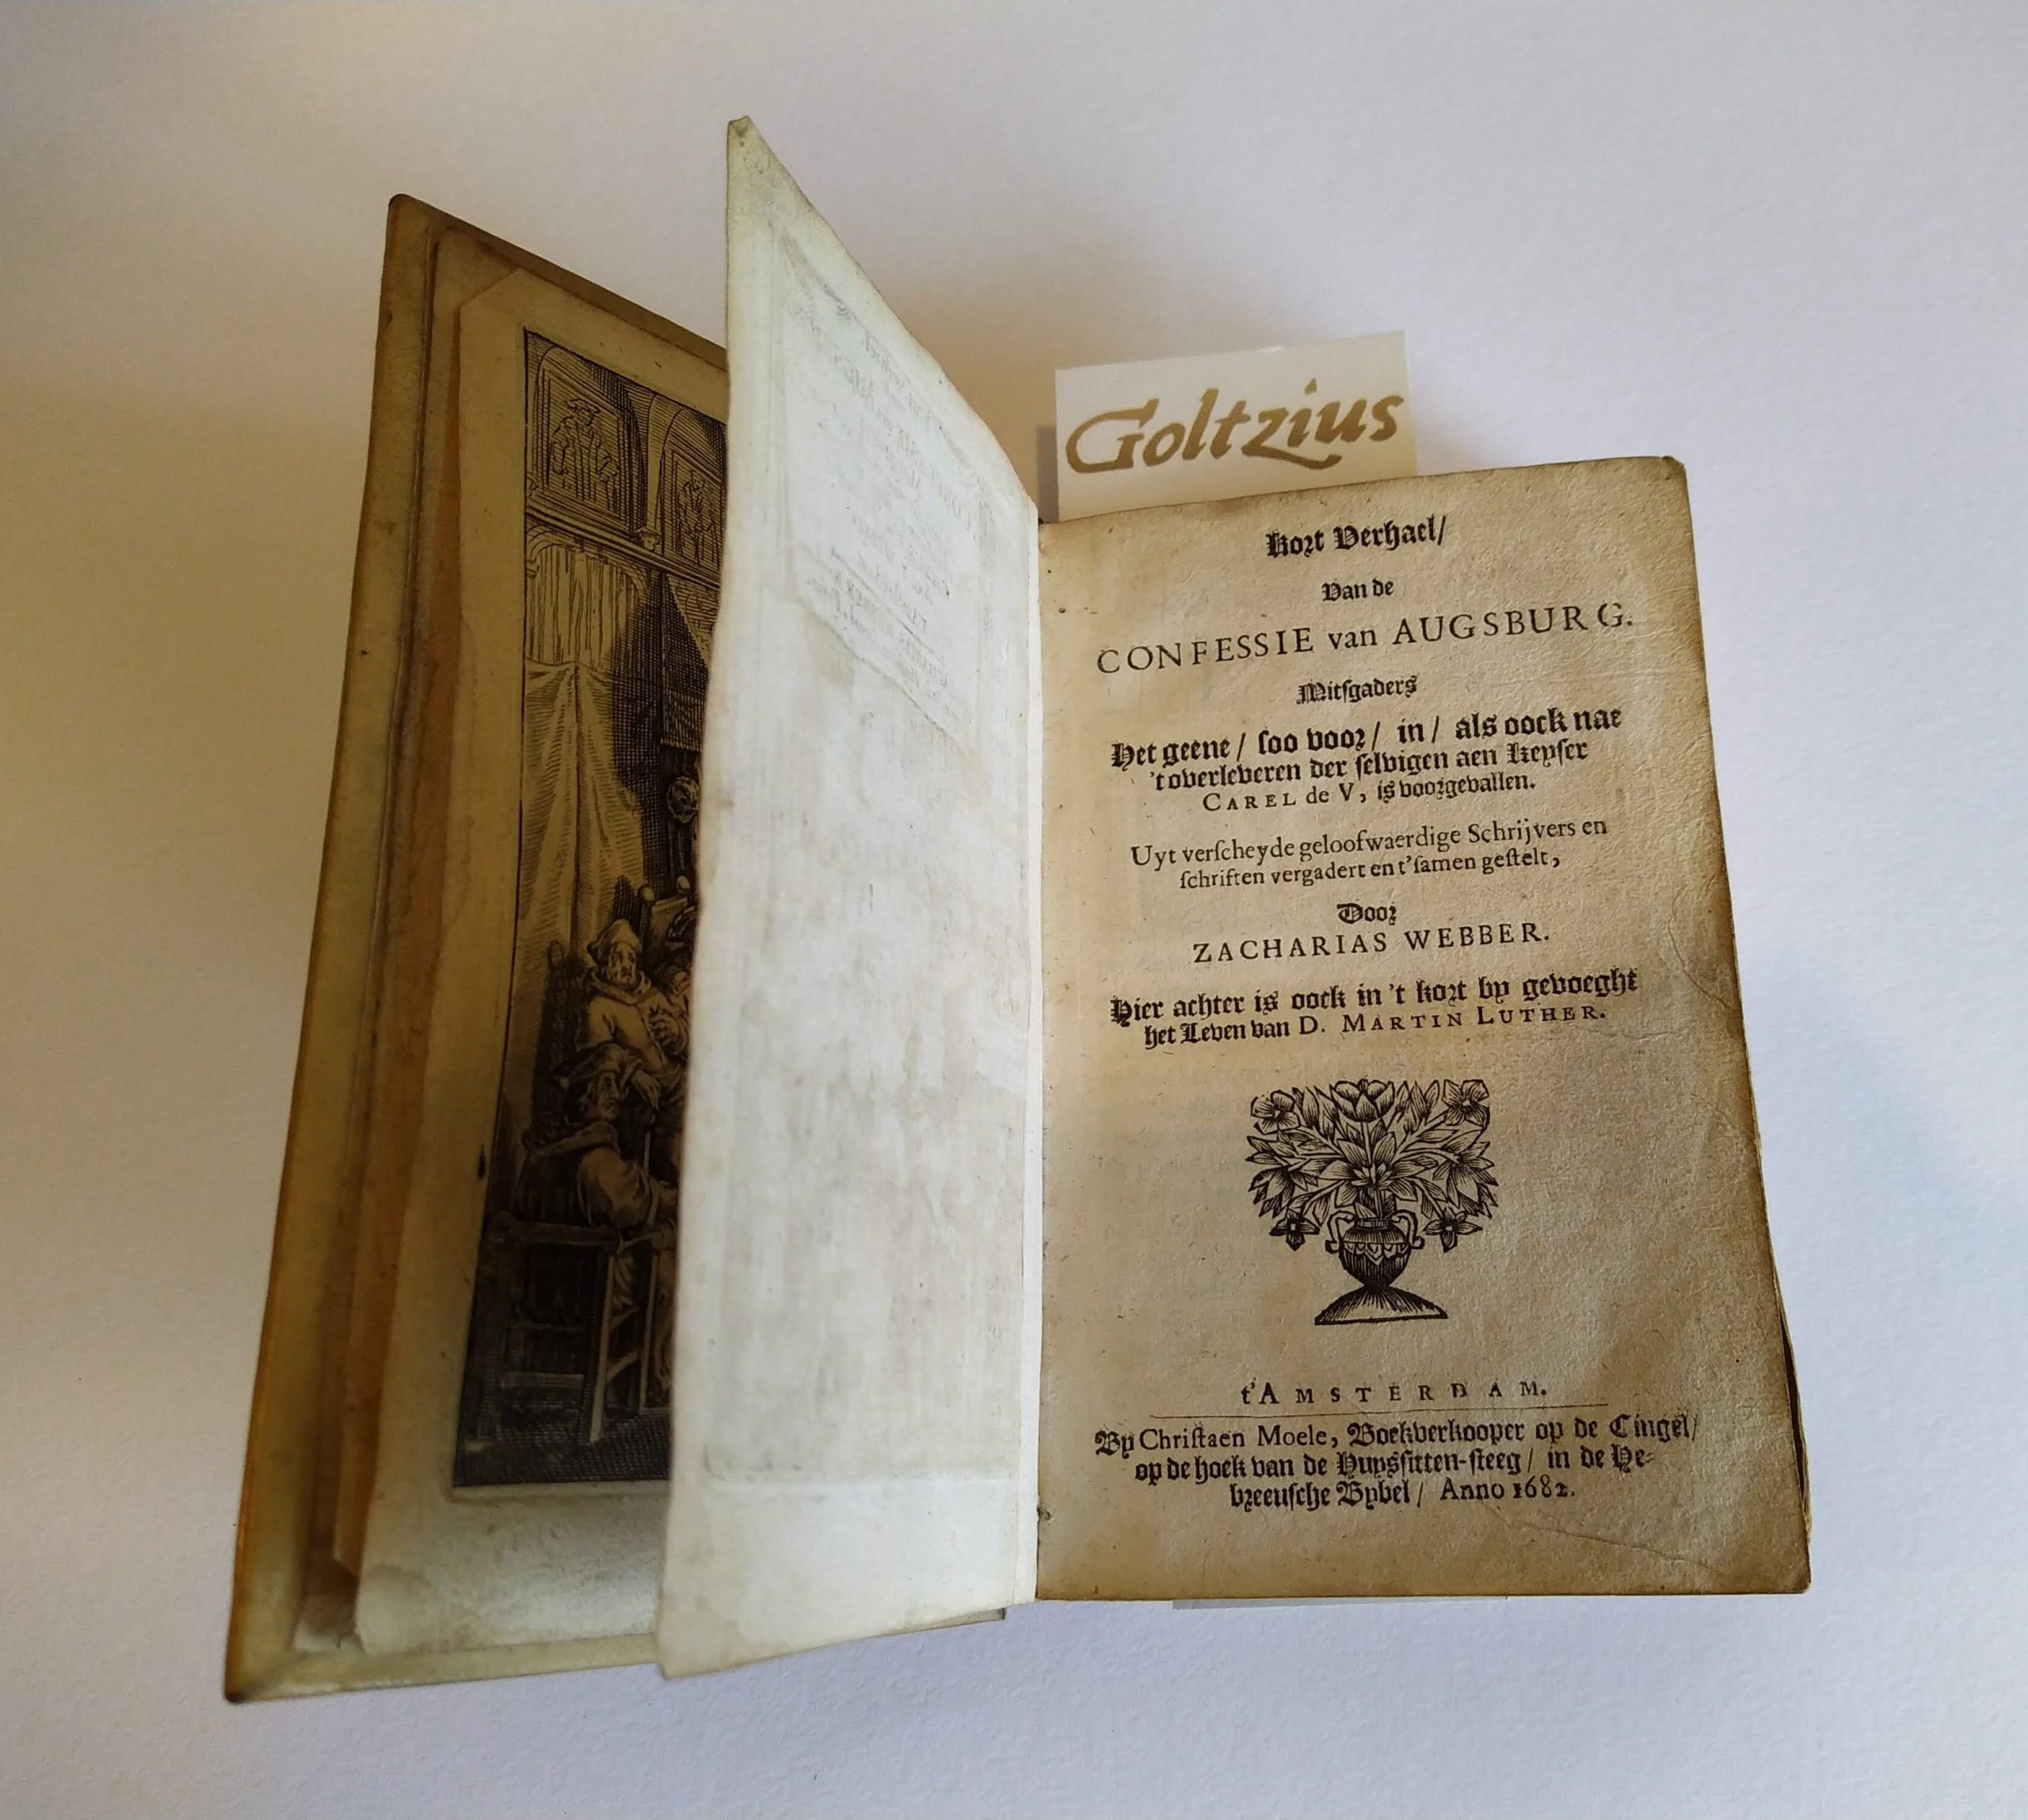 Goltzius
Kort Verhael/
Van de
CONFESSIE van AUGSBURG.
Mitſgaders
Het geene / ſoo voor / in / als oock nae
't overleveren der ſelvigen aen Keyſer
CAREL de V, is voorgevallen.
Uyt verſcheyde geloofwaerdige Schrijvers en
ſchriften vergadert en t'ſamen geſtelt,
Door
ZACHARIAS WEBBER.
Hier achter is oock in 't kort by gevoeght
het Leven van D. MARTIN LUTHER.
t'AMSTERDAM.
By Chriſtaen Moele, Boekverkooper op de Cingel/
op de hoek van de Huysſitten-ſteeg / in de He-
breeuſche Bybel / Anno 1682.